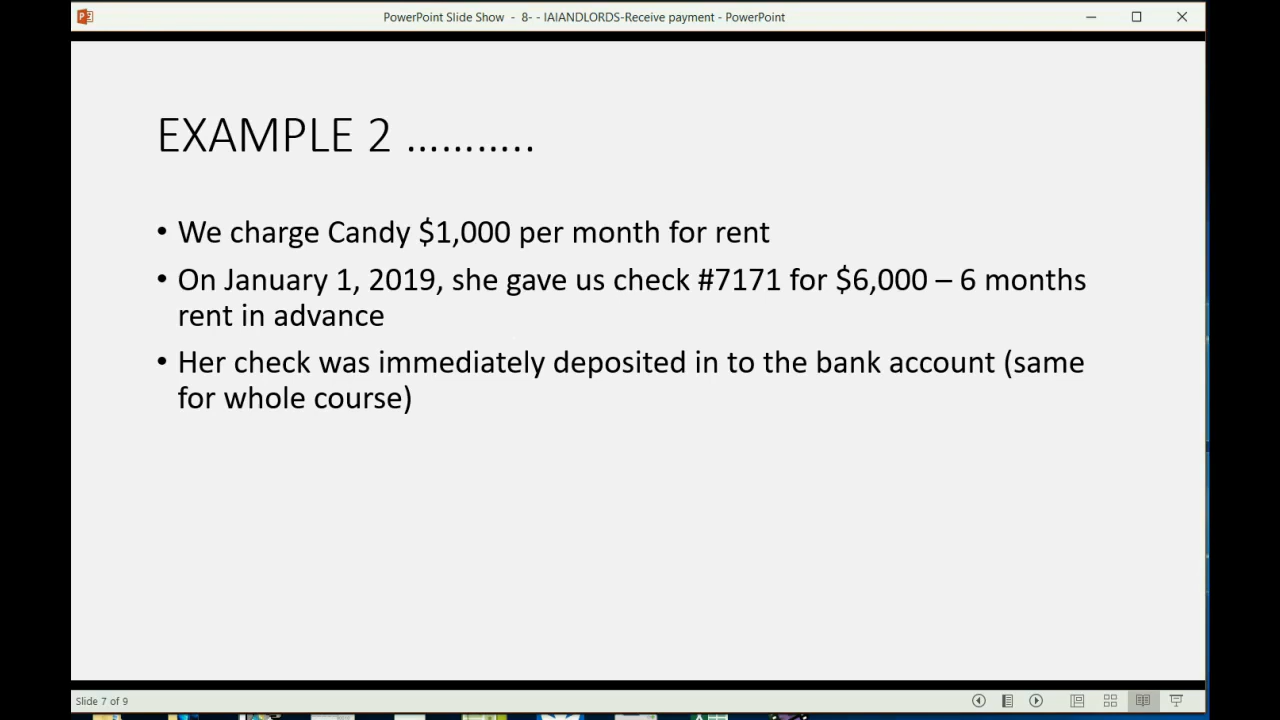 PowerPoint Slide Show - 8- - IAIANDLORDS-Receive payment - PowerPoint
EXAMPLE 2 ...........
• We charge Candy $1,000 per month for rent
• On January 1, 2019, she gave us check #7171 for $6,000 – 6 months
rent in advance
• Her check was immediately deposited in to the bank account (same
for whole course)
Slide 7 of 9